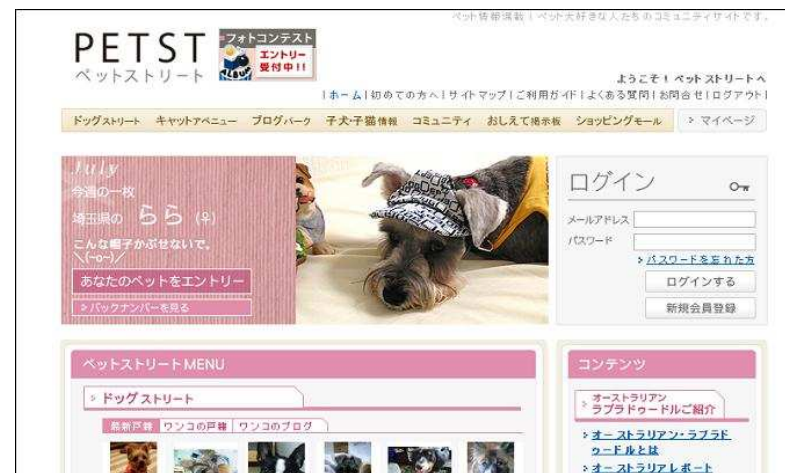 ペット情報満載!ペット大好きな人たちのコミュニティサイトです。
PETST
ペットストリート
フォトコンテスト
エントリー
受付中!!
ALBUM
ようこそ! ペットストリートへ
|ホーム|初めての方へ|サイトマップ|ご利用ガイド|よくある質問|お問合せ|ログアウト|
ドッグストリート キャットアベニュー ブログパーク 子犬・子猫情報 コミュニティ おしえて掲示板 ショッピングモール > マイページ
July
今週の一枚
埼玉県の らら (♀)
こんな帽子かぶせないで。
＼(~o~)／
あなたのペットをエントリー
>バックナンバーを見る
ログイン
メールアドレス
パスワード
> パスワードを忘れた方
ログインする
新規会員登録
ペットストリートMENU
> ドッグストリート
最新戸籍 ワンコの戸籍 ワンコのブログ
コンテンツ
> オーストラリアン
ラブラドゥードルご紹介
> オーストラリアン・ラブラド
ゥードルとは
> オーストラリアレポート